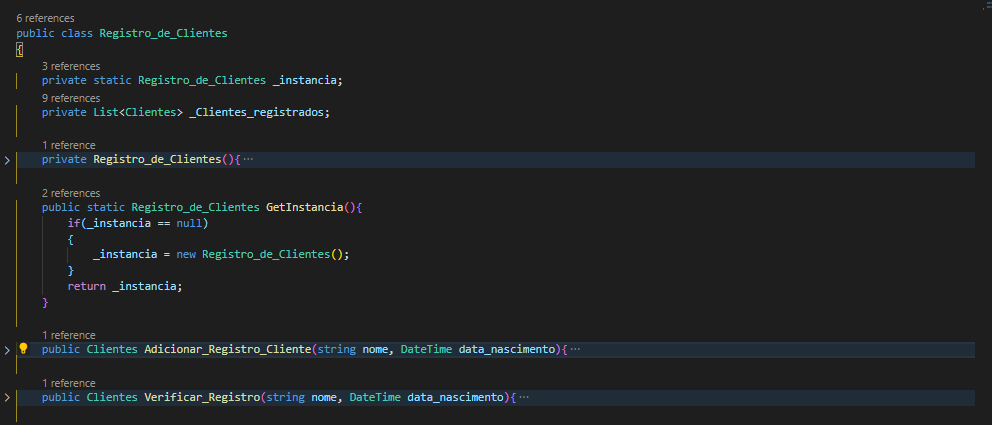 6 references
public class Registro_de_Clientes
{
3 references
private static Registro_de_Clientes _instancia;
9 references
private List<Clientes> _Clientes_registrados;
1 reference
private Registro_de_Clientes(){ ···
2 references
public static Registro_de_Clientes GetInstancia(){
if(_instancia == null)
{
_instancia = new Registro_de_Clientes();
}
return _instancia;
}
1 reference
public Clientes Adicionar_Registro_Cliente(string nome, DateTime data_nascimento){ ···
1 reference
public Clientes Verificar_Registro(string nome, DateTime data_nascimento){ ···